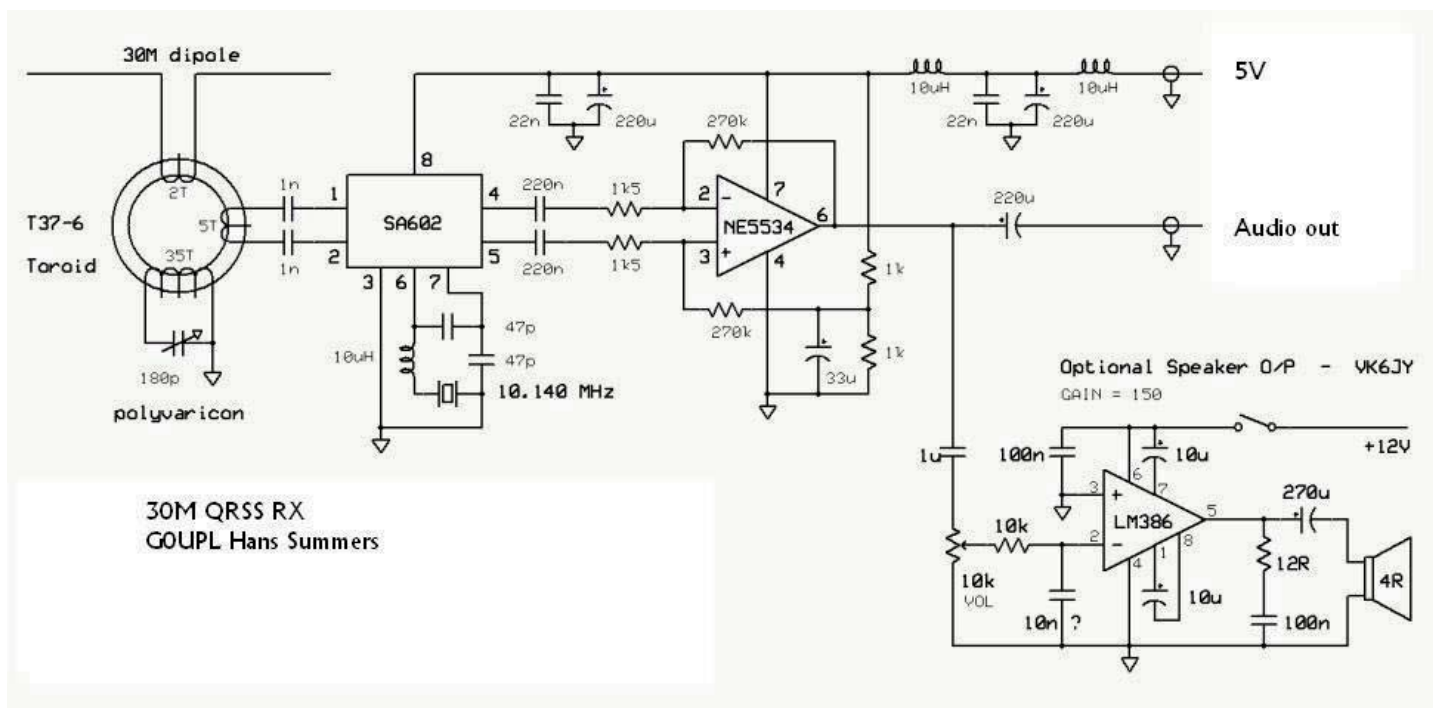 30M dipole
5V
10uH
10uH
22n
220u
22n
220u
270k
8
2T
1n
1
4
220n
1k5
2
7
220u
T37-6
5T
SA602
NE5534
6
Audio out
Toroid
35T
1n
2
5
220n
1k5
3
4
1k
3
6
7
270k
47p
10uH
47p
33u
1k
180p
10.140 MHz
polyvaricon
Optional Speaker O/P - VK6JY
GAIN = 150
+12V
1u
100n
10u
6
7
3
270u
LM386
5
30M QRSS RX
G0UPL Hans Summers
10k
2
8
1
4
12R
4R
10k
VOL
10u
10n ?
100n